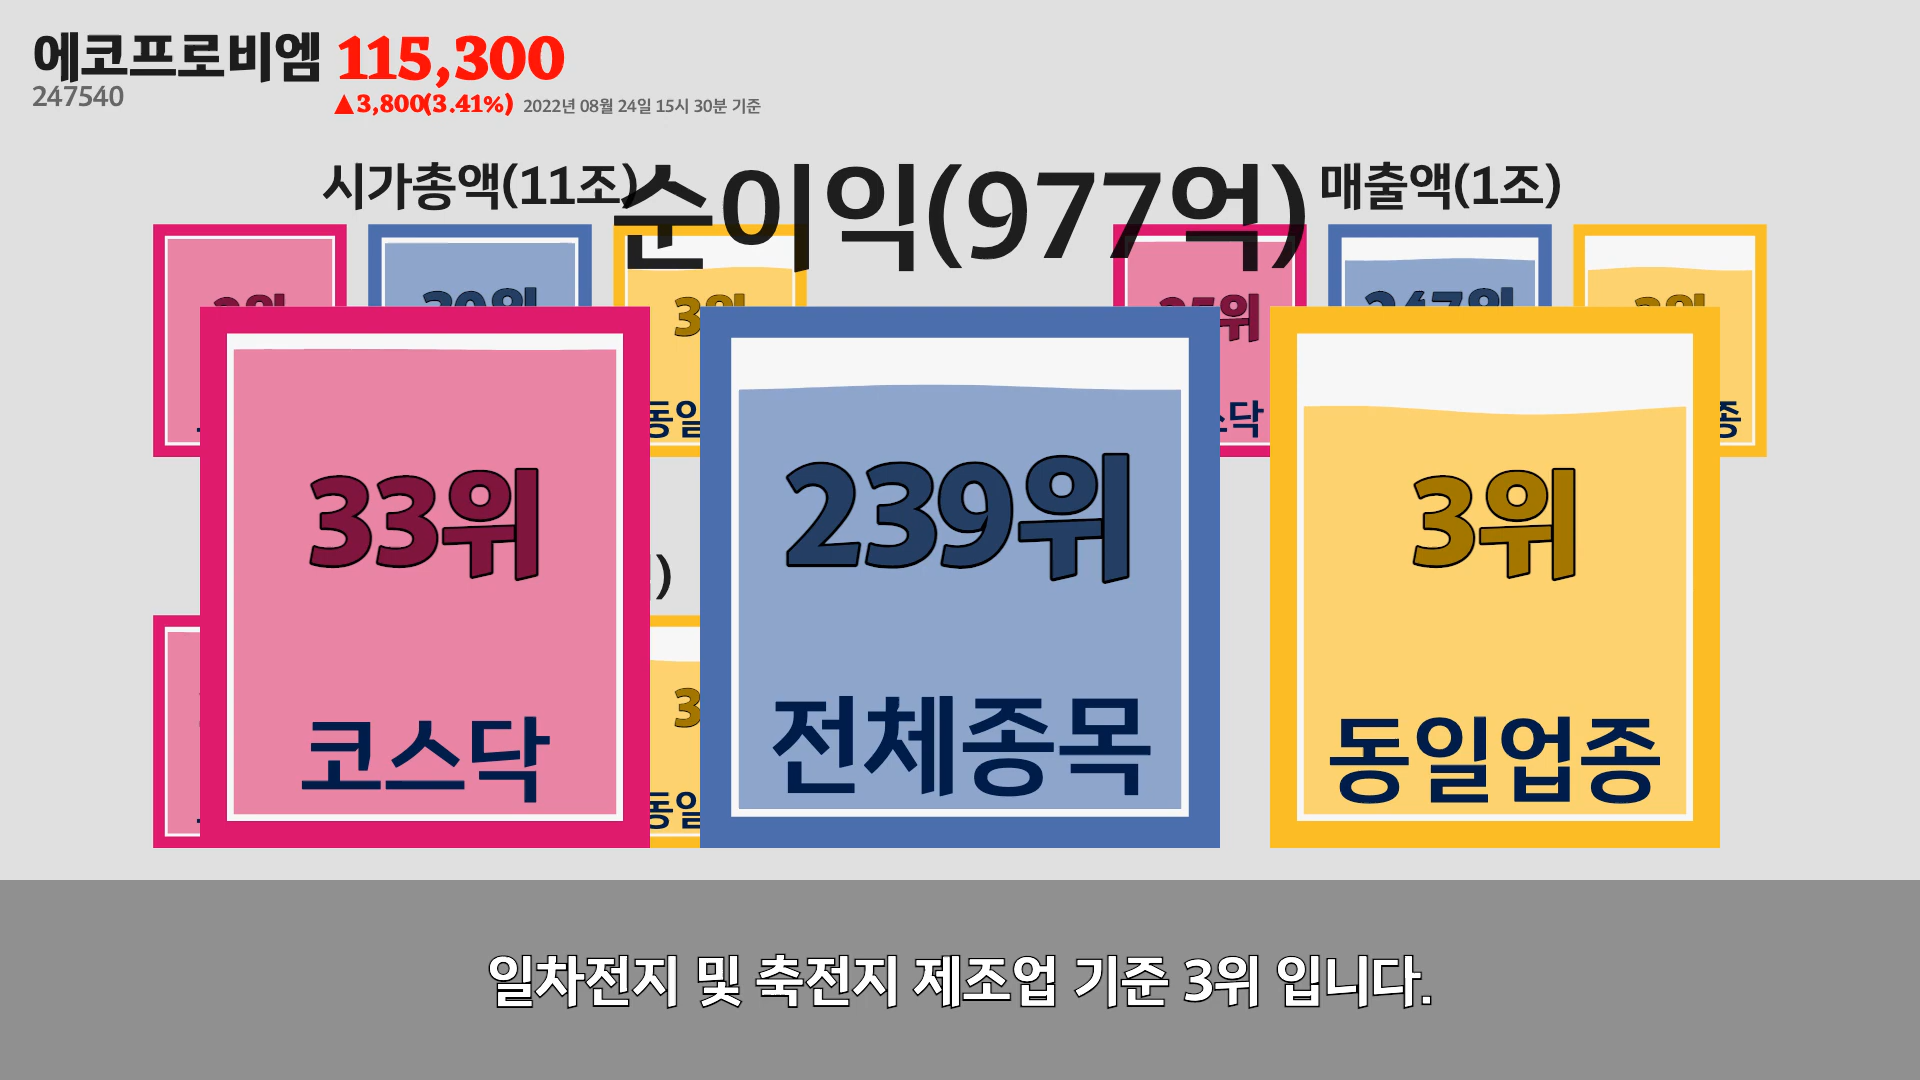 에코프로비엠 115,300
247540
▲3,800(3.41%) 2022년 08월 24일 15시 30분 기준
시가총액(11조) 순이익(977억) 매출액(1조)
33위 239위 3위
코스닥 전체종목 동일업종
일차전지 및 축전지 제조업 기준 3위 입니다.